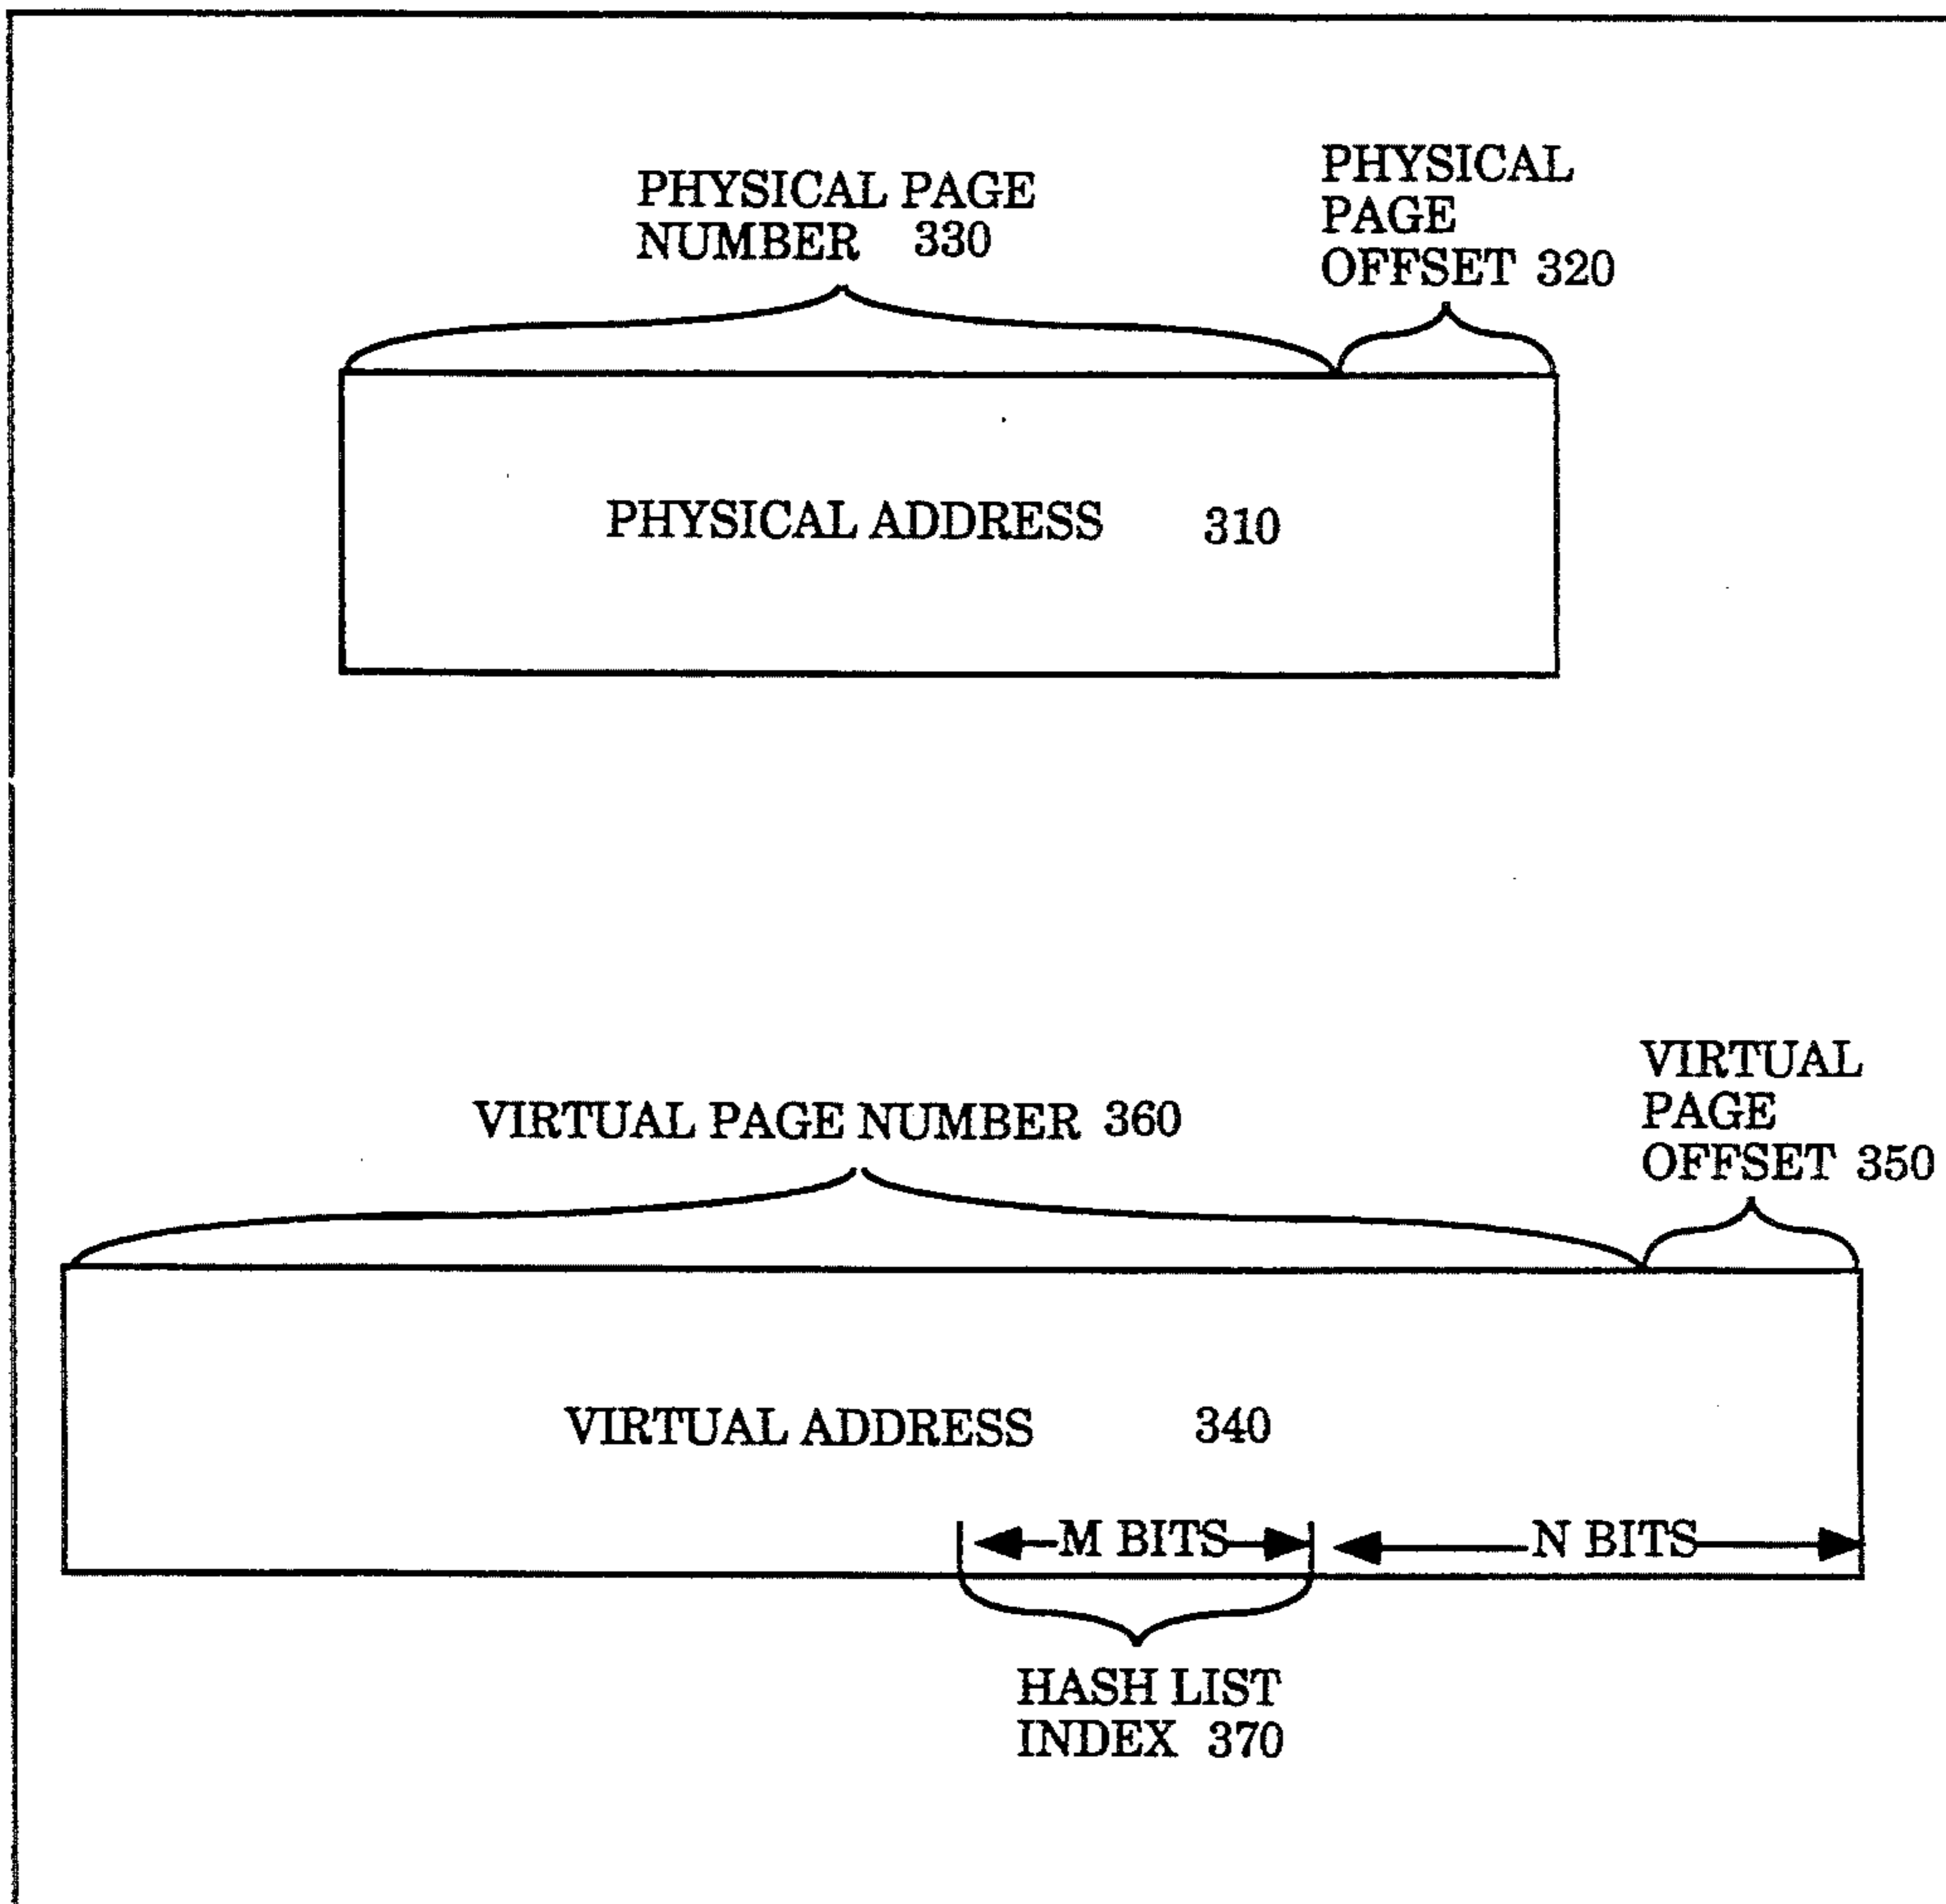 PHYSICAL PAGE
NUMBER 330
PHYSICAL
PAGE
OFFSET 320
PHYSICAL ADDRESS 310
VIRTUAL PAGE NUMBER 360
VIRTUAL
PAGE
OFFSET 350
VIRTUAL ADDRESS 340
M BITS
N BITS
HASH LIST
INDEX 370